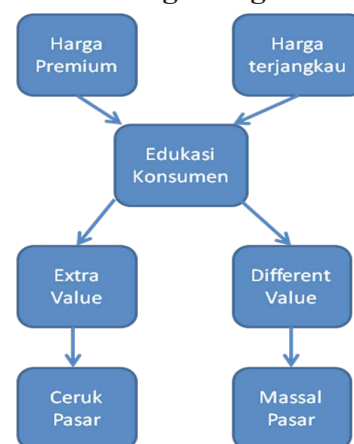 Harga
Premium
Harga
terjangkau
Edukasi
Konsumen
Extra
Value
Different
Value
Ceruk
Pasar
Massal
Pasar